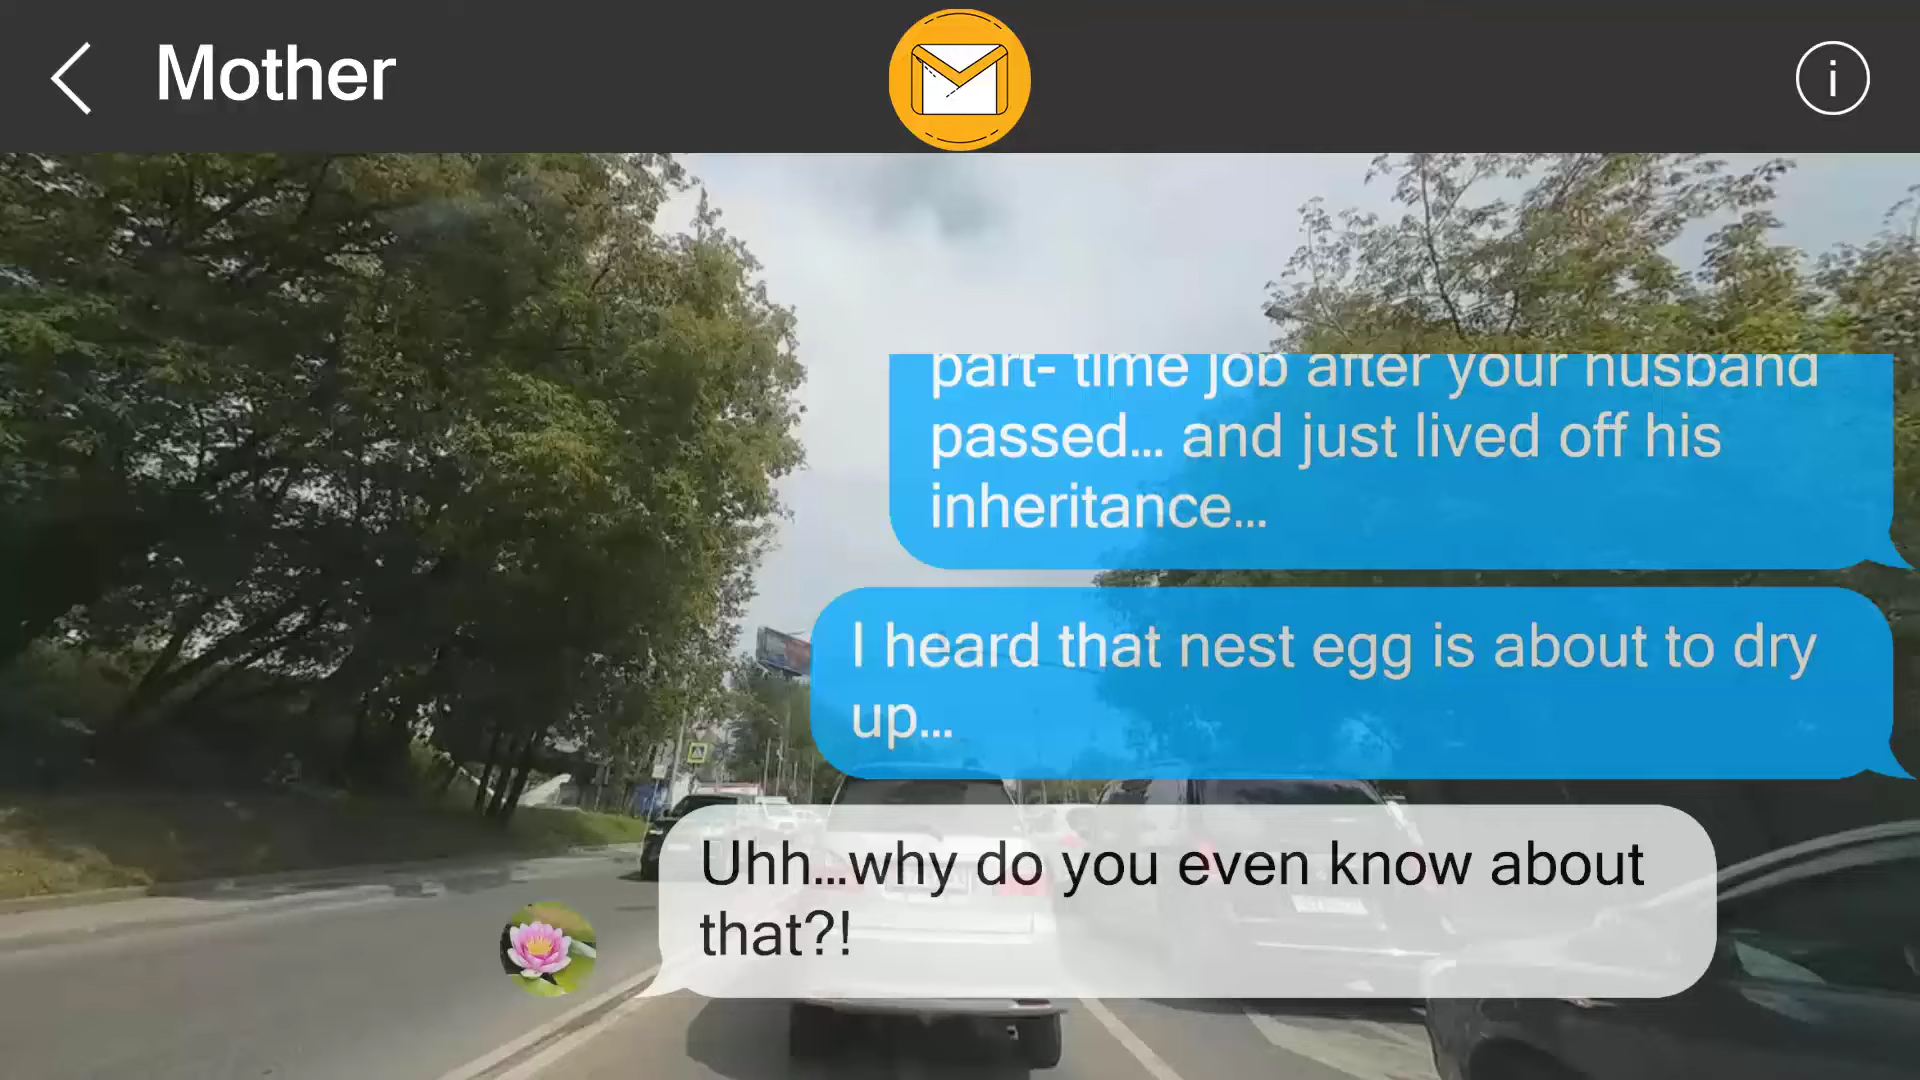 Mother
part- time job after your husband
passed... and just lived off his
inheritance...
I heard that nest egg is about to dry
up...
Uhh...why do you even know about
that?!